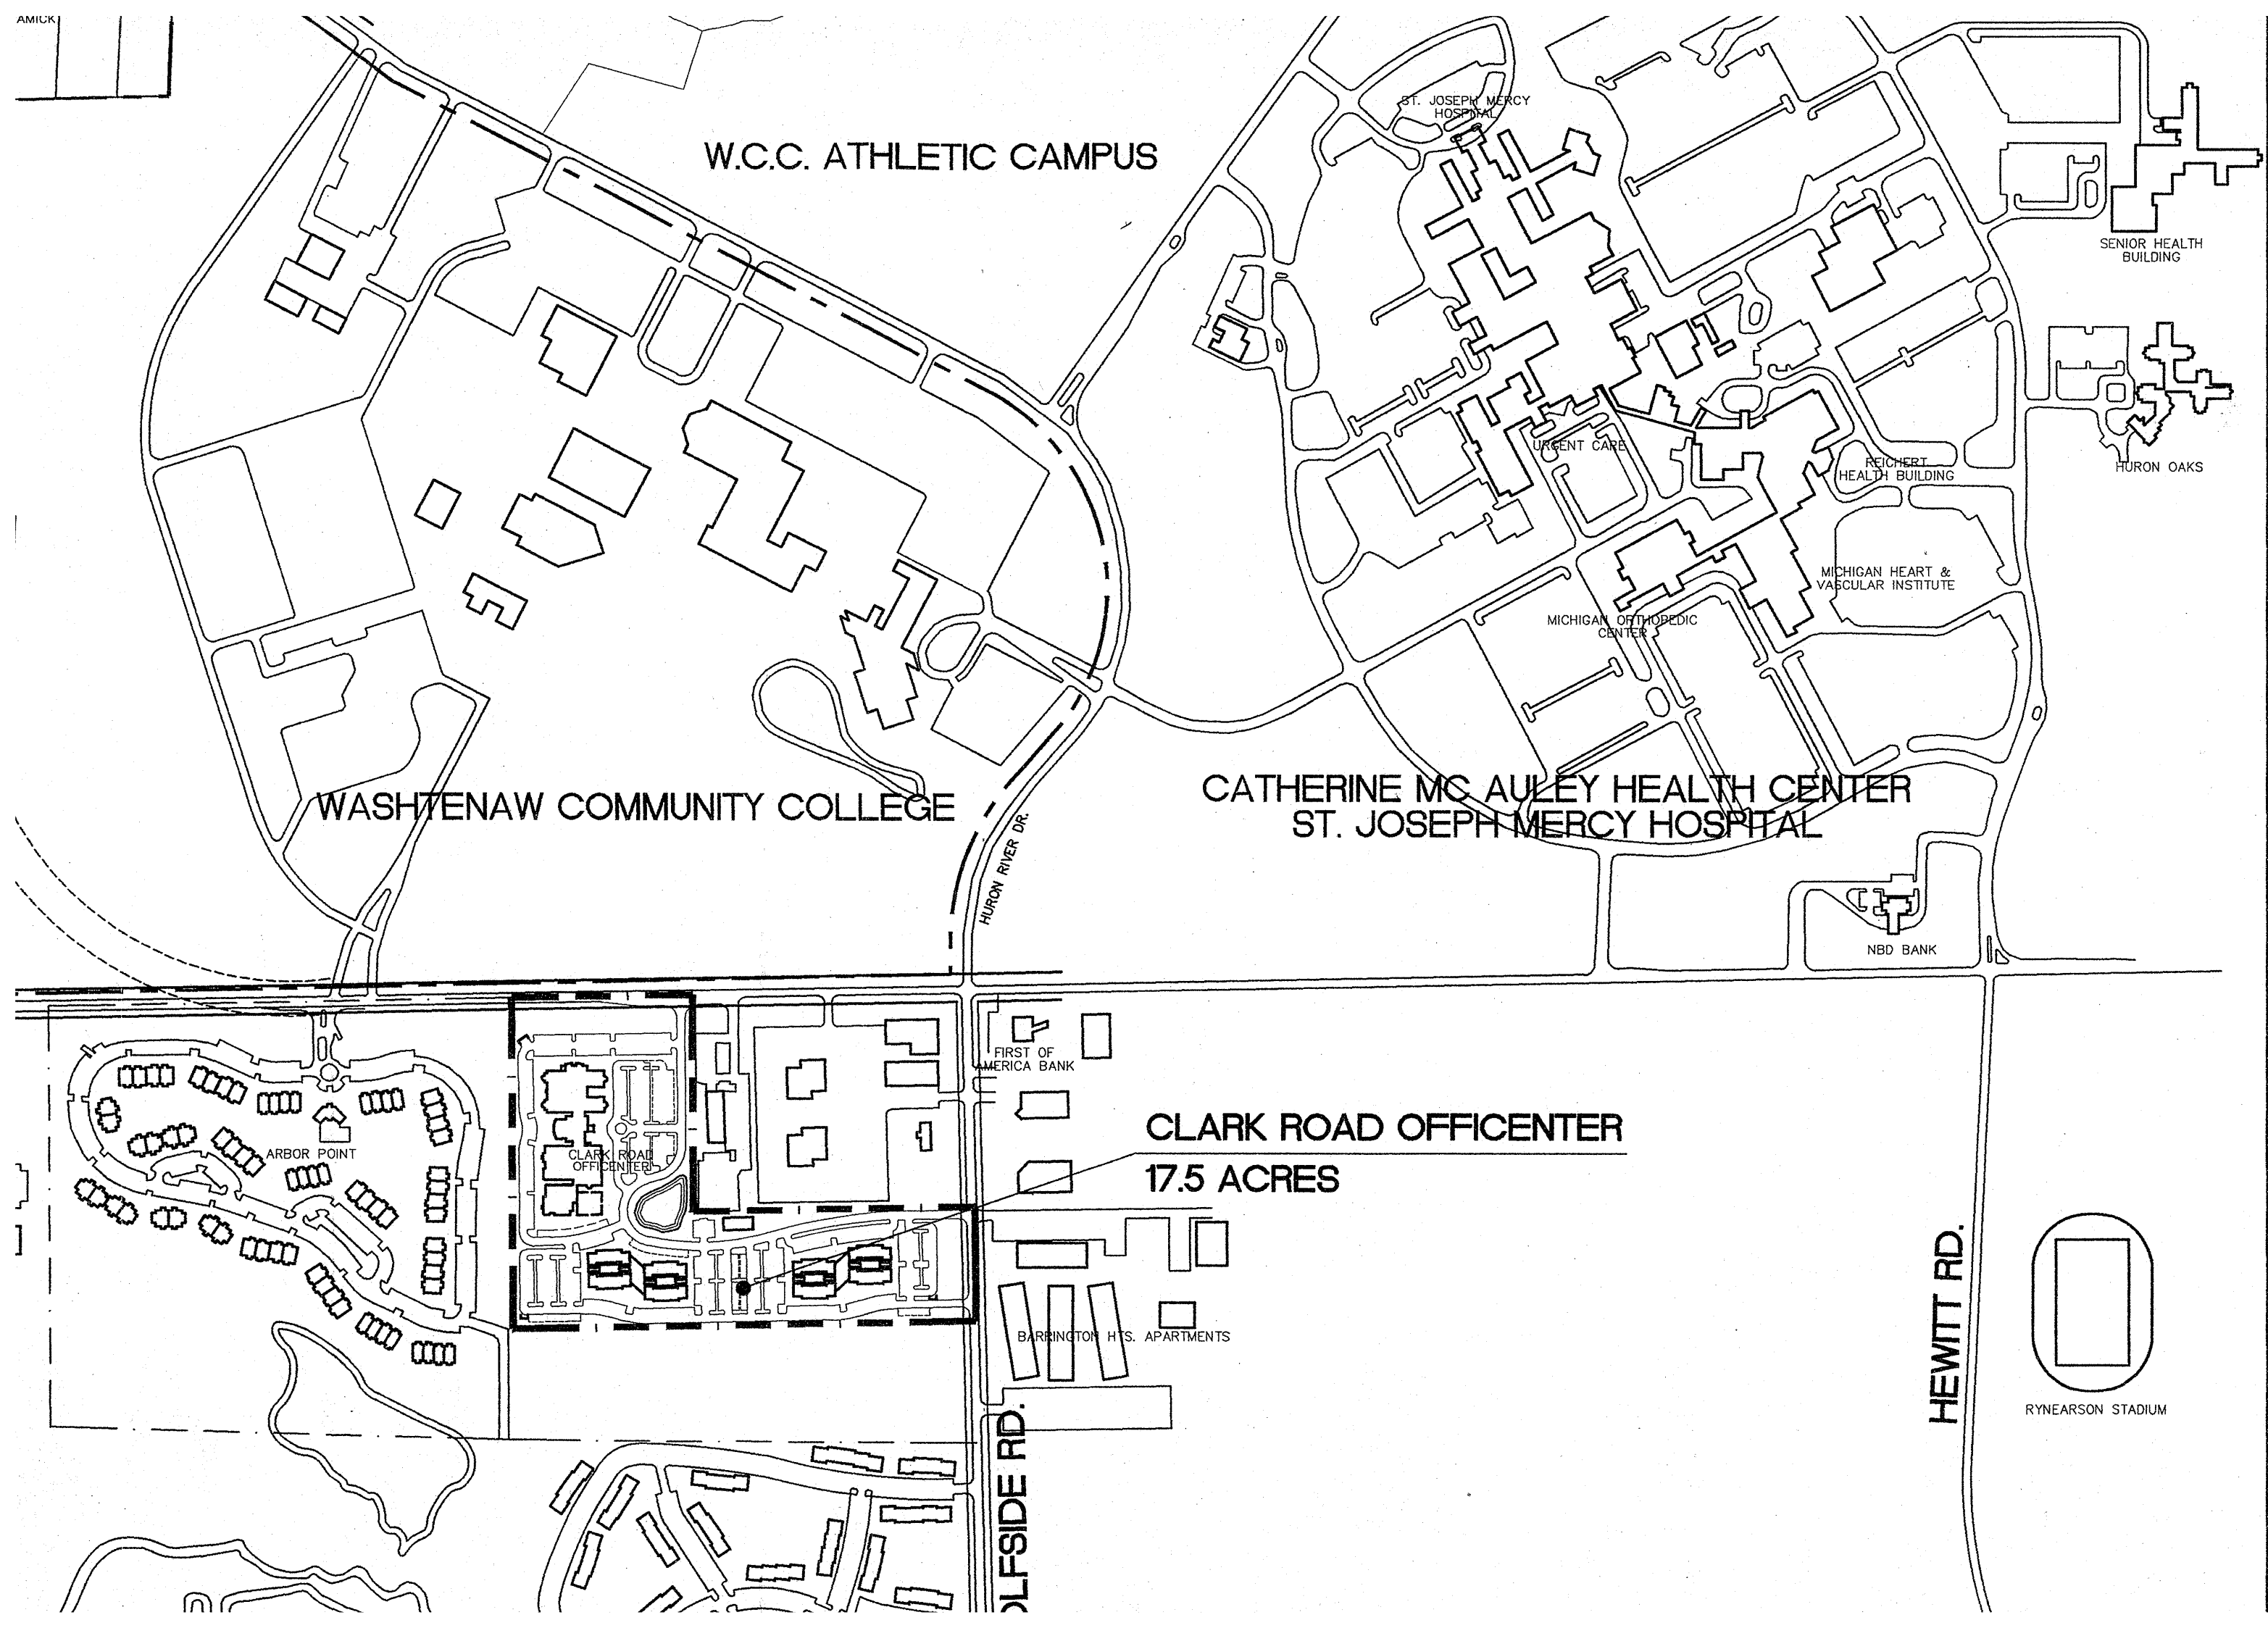 AMICK
ST. JOSEPH MERCY
HOSPITAL
W.C.C. ATHLETIC CAMPUS
SENIOR HEALTH
BUILDING
URGENT CARE
REICHERT
HEALTH BUILDING
HURON OAKS
MICHIGAN HEART &
VASCULAR INSTITUTE
MICHIGAN ORTHOPEDIC
CENTER
WASHTENAW COMMUNITY COLLEGE
CATHERINE MC AULEY HEALTH CENTER
ST. JOSEPH MERCY HOSPITAL
HURON RIVER DR.
NBD BANK
FIRST OF
AMERICA BANK
CLARK ROAD OFFICENTER
17.5 ACRES
ARBOR POINT
CLARK ROAD
OFFICENTER
BARRINGTON HTS. APARTMENTS
HEWITT RD.
RYNEARSON STADIUM
OLFSIDE RD.